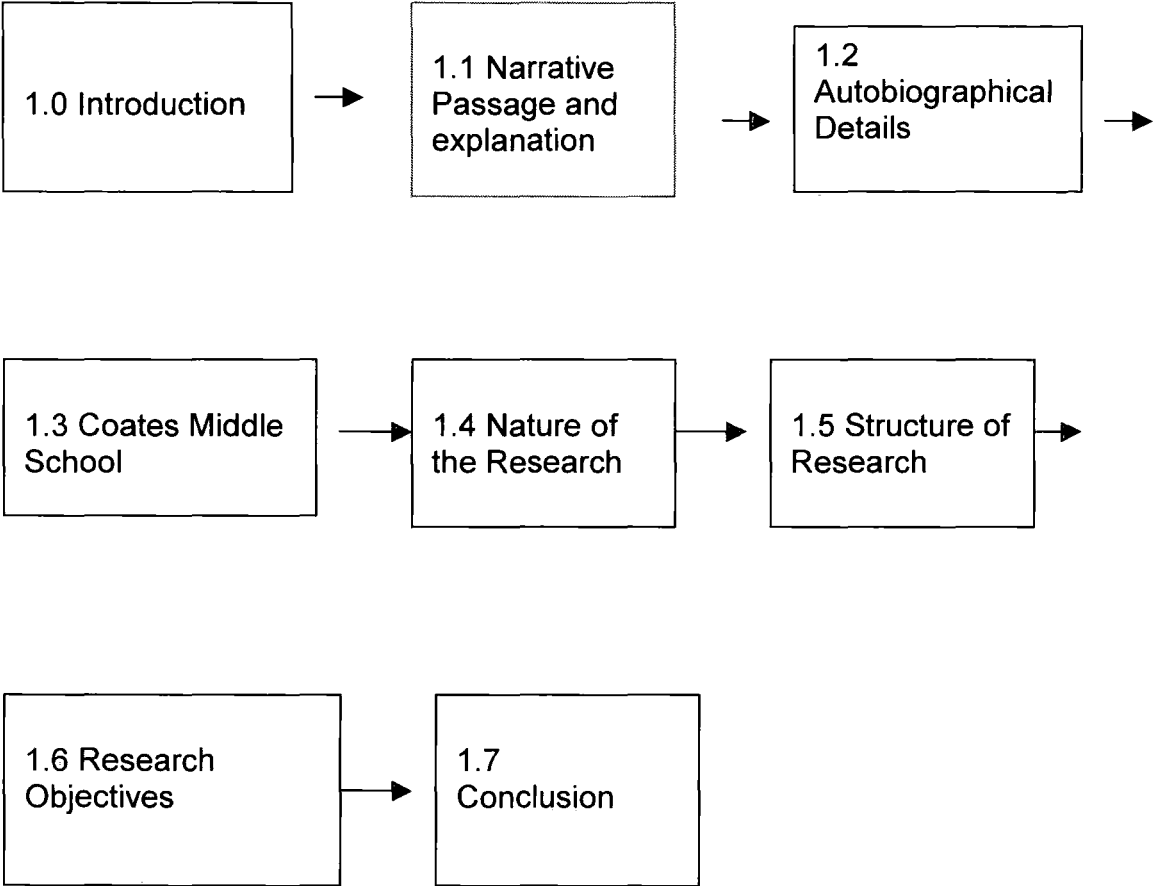 1.0 Introduction
1.1 Narrative
Passage and
explanation
1.2
Autobiographical
Details
1.3 Coates Middle
School
1.4 Nature of
the Research
1.5 Structure of
Research
1.6 Research
Objectives
1.7
Conclusion